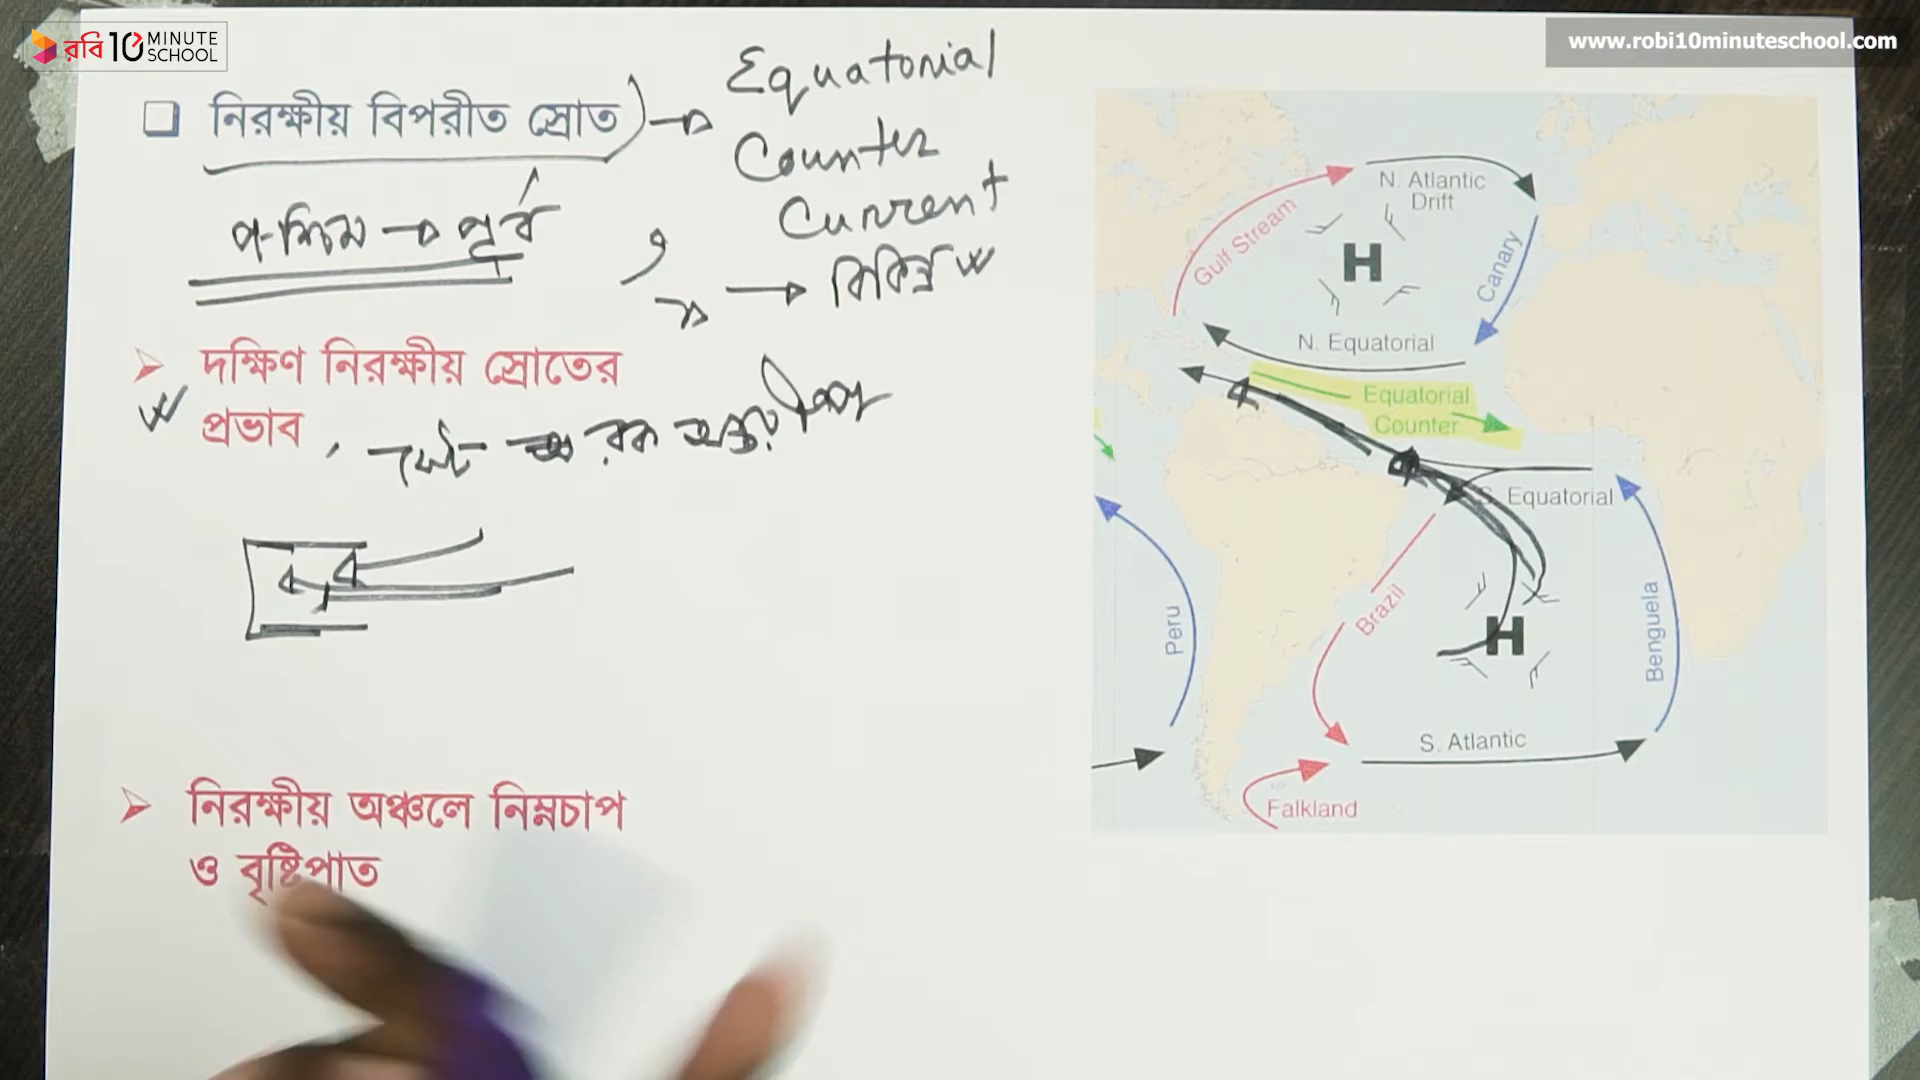 রবি 10 MINUTE SCHOOL
www.robi10minuteschool.com
নিরক্ষীয় বিপরীত স্রোত
Equatorial
Counter
Current
পশ্চিম → পূর্ব
দক্ষিণ নিরক্ষীয় স্রোতের
প্রভাব ,
নিরক্ষীয় অঞ্চলে নিম্নচাপ
ও বৃষ্টিপাত
N. Atlantic
Drift
Gulf Stream
H
Canary
N. Equatorial
Equatorial
Counter
S. Equatorial
Brazil
Peru
H
Benguela
S. Atlantic
Falkland